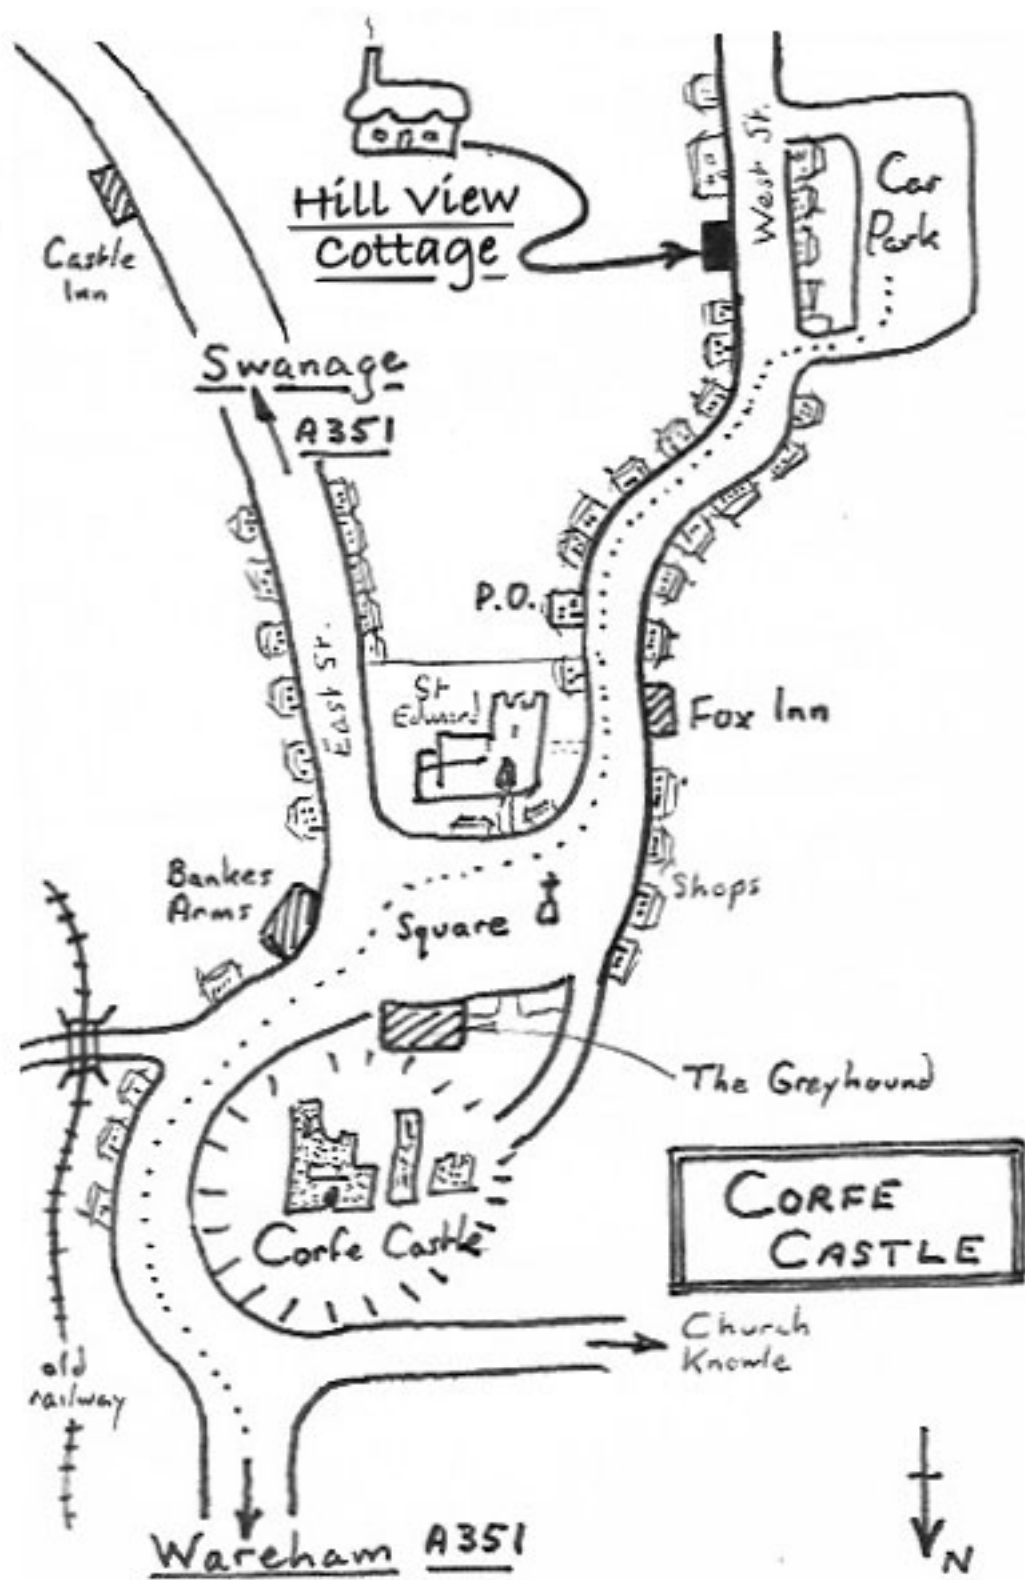 Hill View
Cottage
West St.
Car
Park
Castle
Inn
Swanage
A351
P.O.
East St.
St
Edward
Fox Inn
Bankes
Arms
Square
Shops
The Greyhound
Corfe Castle
CORFE
CASTLE
Church
Knowle
old
railway
Wareham A351
N